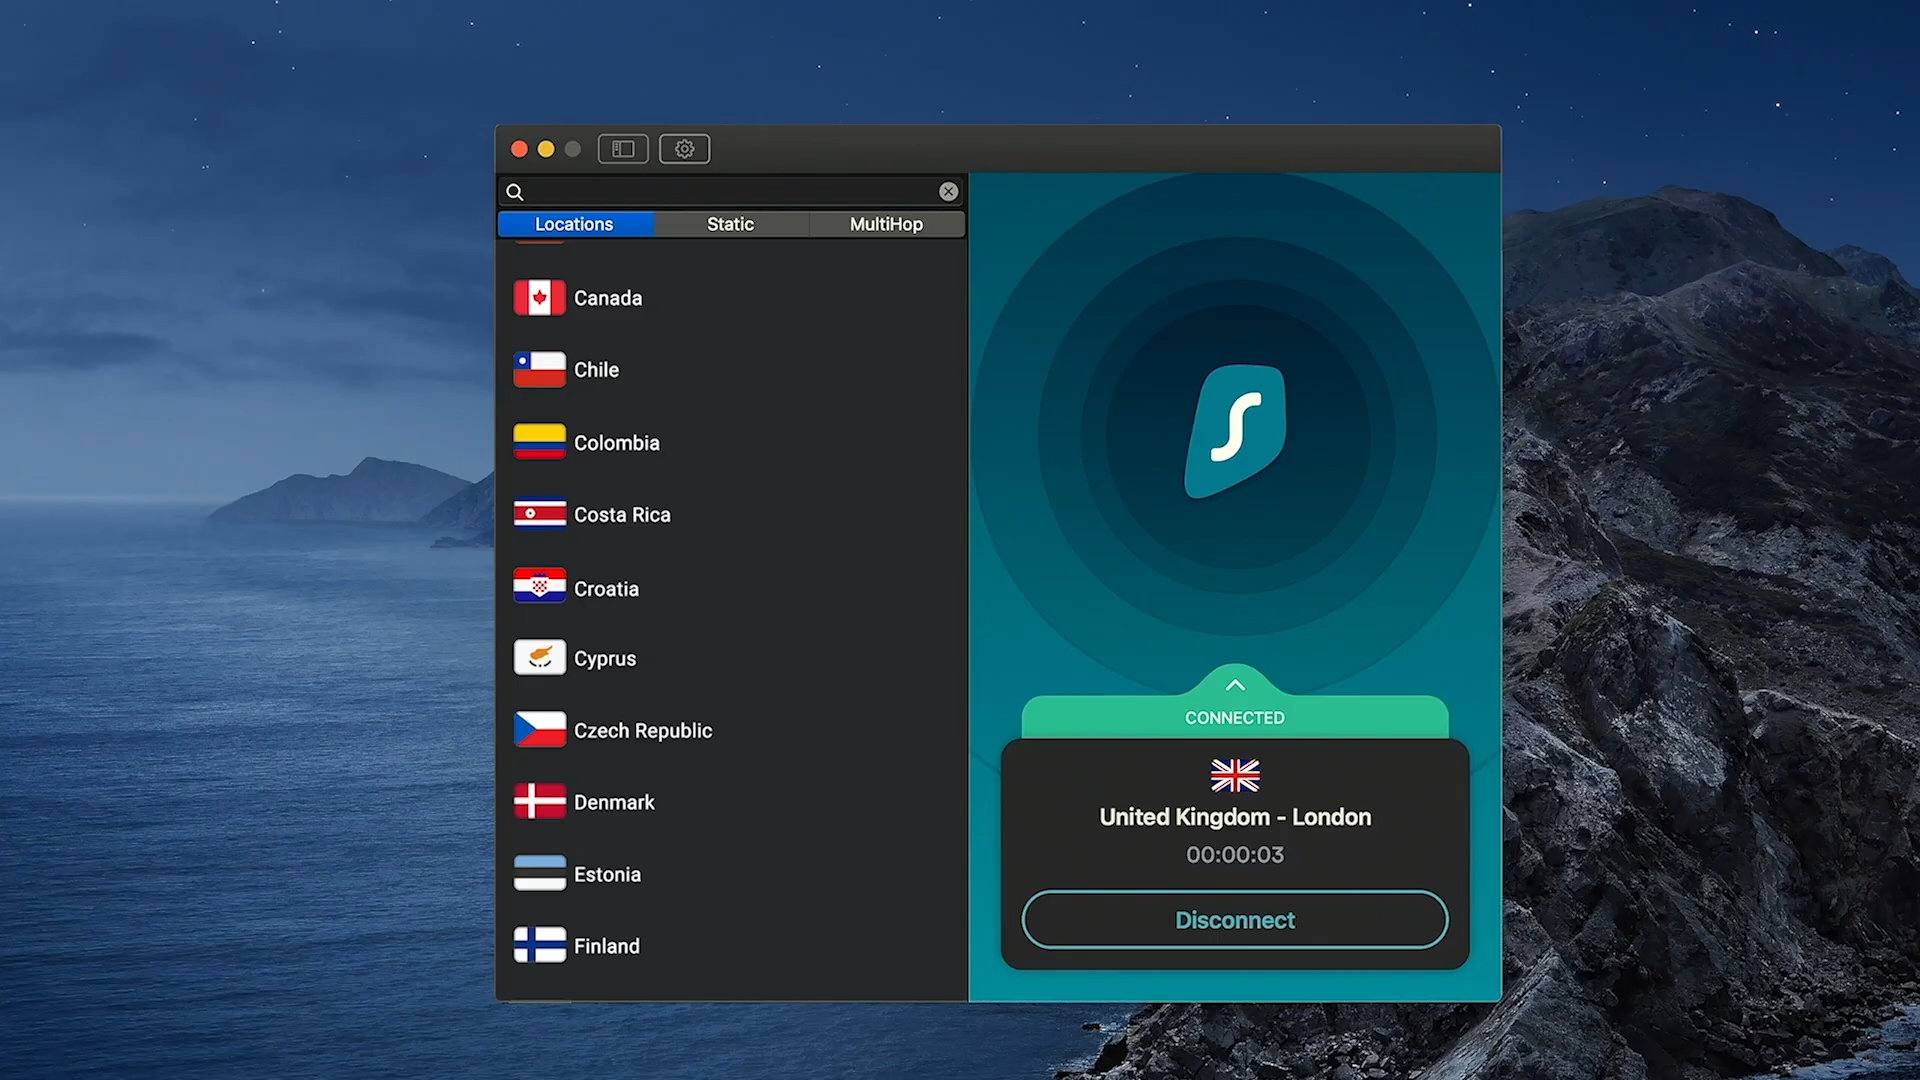 Locations Static MultiHop
Canada
Chile
Colombia
Costa Rica
Croatia
Cyprus
Czech Republic
Denmark
Estonia
Finland
CONNECTED
United Kingdom - London
00:00:03
Disconnect